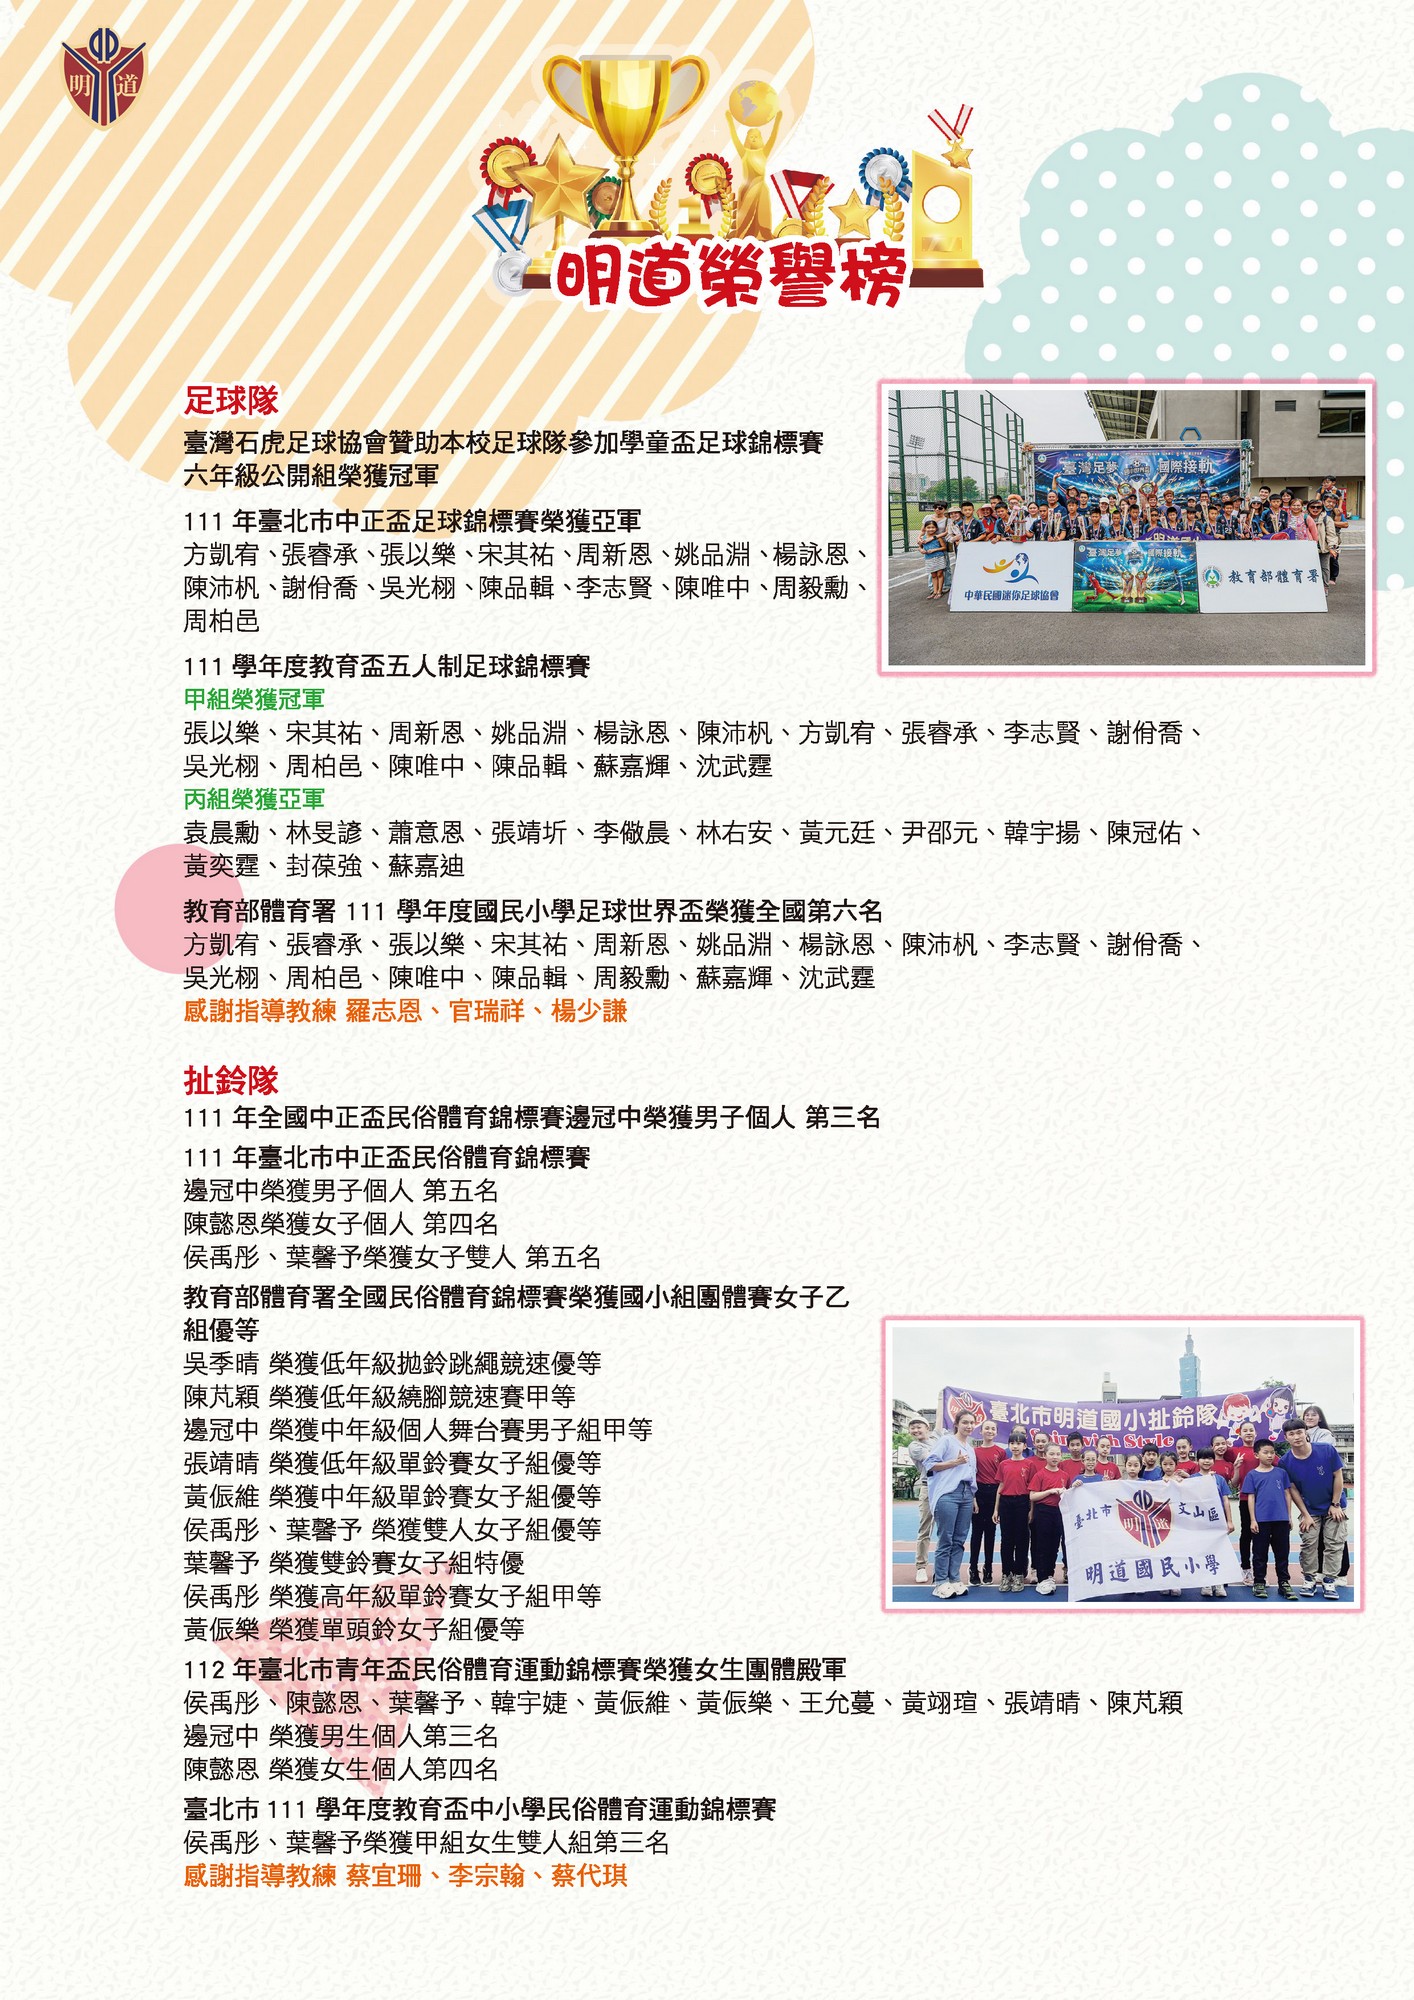 明 道
明道榮譽榜
足球隊
臺灣石虎足球協會贊助本校足球隊參加學童盃足球錦標賽
六年級公開組榮獲冠軍
111 年臺北市中正盃足球錦標賽榮獲亞軍
方凱宥、張睿承、張以樂、宋其祐、周新恩、姚品淵、楊詠恩、
陳沛杋、謝佾喬、吳光栩、陳品輯、李志賢、陳唯中、周毅勳、
周柏邑
111 學年度教育盃五人制足球錦標賽
甲組榮獲冠軍
張以樂、宋其祐、周新恩、姚品淵、楊詠恩、陳沛杋、方凱宥、張睿承、李志賢、謝佾喬、
吳光栩、周柏邑、陳唯中、陳品輯、蘇嘉輝、沈武霆
丙組榮獲亞軍
袁晨勳、林旻諺、蕭意恩、張靖圻、李儆晨、林右安、黃元廷、尹邵元、韓宇揚、陳冠佑、
黃奕霆、封葆強、蘇嘉迪
教育部體育署 111 學年度國民小學足球世界盃榮獲全國第六名
方凱宥、張睿承、張以樂、宋其祐、周新恩、姚品淵、楊詠恩、陳沛杋、李志賢、謝佾喬、
吳光栩、周柏邑、陳唯中、陳品輯、周毅勳、蘇嘉輝、沈武霆
感謝指導教練 羅志恩、官瑞祥、楊少謙
臺灣足夢 國際接軌
臺灣足夢 國際接軌
中華民國迷你足球協會
教育部體育署
扯鈴隊
111 年全國中正盃民俗體育錦標賽邊冠中榮獲男子個人 第三名
111 年臺北市中正盃民俗體育錦標賽
邊冠中榮獲男子個人 第五名
陳懿恩榮獲女子個人 第四名
侯禹彤、葉馨予榮獲女子雙人 第五名
教育部體育署全國民俗體育錦標賽榮獲國小組團體賽女子乙
組優等
吳季晴 榮獲低年級拋鈴跳繩競速優等
陳芃穎 榮獲低年級繞腳競速賽甲等
邊冠中 榮獲中年級個人舞台賽男子組甲等
張靖晴 榮獲低年級單鈴賽女子組優等
黃侲維 榮獲中年級單鈴賽女子組優等
侯禹彤、葉馨予 榮獲雙人女子組優等
葉馨予 榮獲雙鈴賽女子組特優
侯禹彤 榮獲高年級單鈴賽女子組甲等
黃侲樂 榮獲單頭鈴女子組優等
112 年臺北市青年盃民俗體育運動錦標賽榮獲女生團體殿軍
侯禹彤、陳懿恩、葉馨予、韓宇婕、黃侲維、黃侲樂、王允蔓、黃翊瑄、張靖晴、陳芃穎
邊冠中 榮獲男生個人第三名
陳懿恩 榮獲女生個人第四名
臺北市 111 學年度教育盃中小學民俗體育運動錦標賽
侯禹彤、葉馨予榮獲甲組女生雙人組第三名
感謝指導教練 蔡宜珊、李宗翰、蔡代琪
臺北市明道國小扯鈴隊
with Style
臺北市 文山區
明 道
明道國民小學